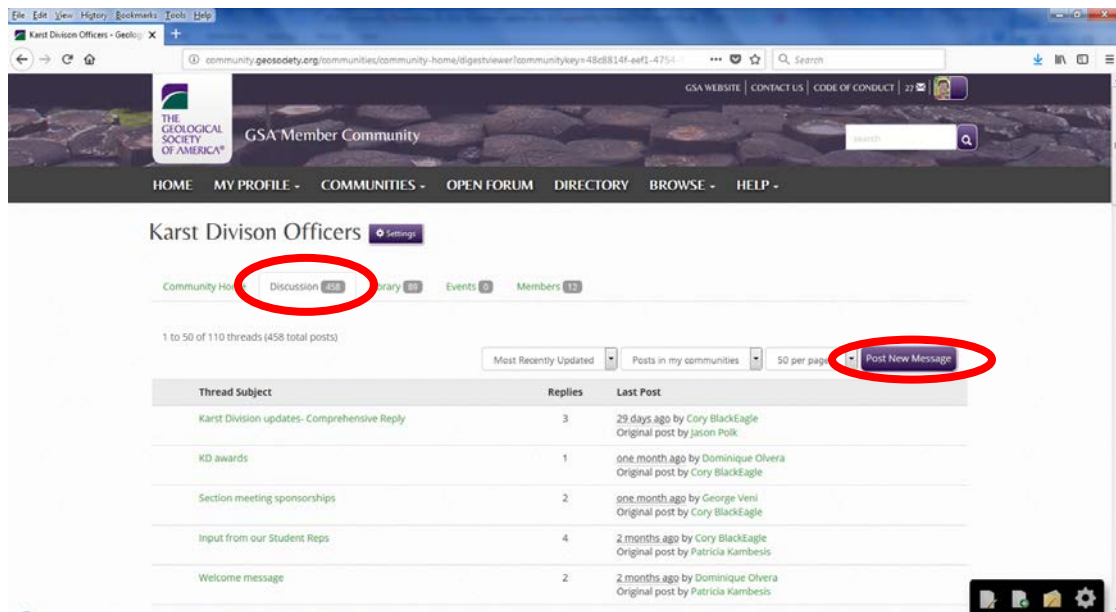 File Edit View History Bookmarks Tools Help
Karst Divison Officers - Geolog X +
community.geosociety.org/communities/community-home/digestviewer?communitykey=48c8814f-eef1-4754- ... Search
GSA WEBSITE | CONTACT US | CODE OF CONDUCT | 27
THE
GEOLOGICAL
SOCIETY
OF AMERICA®
GSA Member Community
search
HOME MY PROFILE COMMUNITIES OPEN FORUM DIRECTORY BROWSE HELP
Karst Divison Officers Settings
Community Home Discussion 458 Library 89 Events 0 Members 12
1 to 50 of 110 threads (458 total posts)
Most Recently Updated Posts in my communities 50 per page Post New Message
Thread Subject Replies Last Post
Karst Division updates- Comprehensive Reply 3 29 days ago by Cory BlackEagle
Original post by Jason Polk
KD awards 1 one month ago by Dominique Olvera
Original post by Cory BlackEagle
Section meeting sponsorships 2 one month ago by George Veni
Original post by Cory BlackEagle
Input from our Student Reps 4 2 months ago by Cory BlackEagle
Original post by Patricia Kambesis
Welcome message 2 2 months ago by Dominique Olvera
Original post by Patricia Kambesis